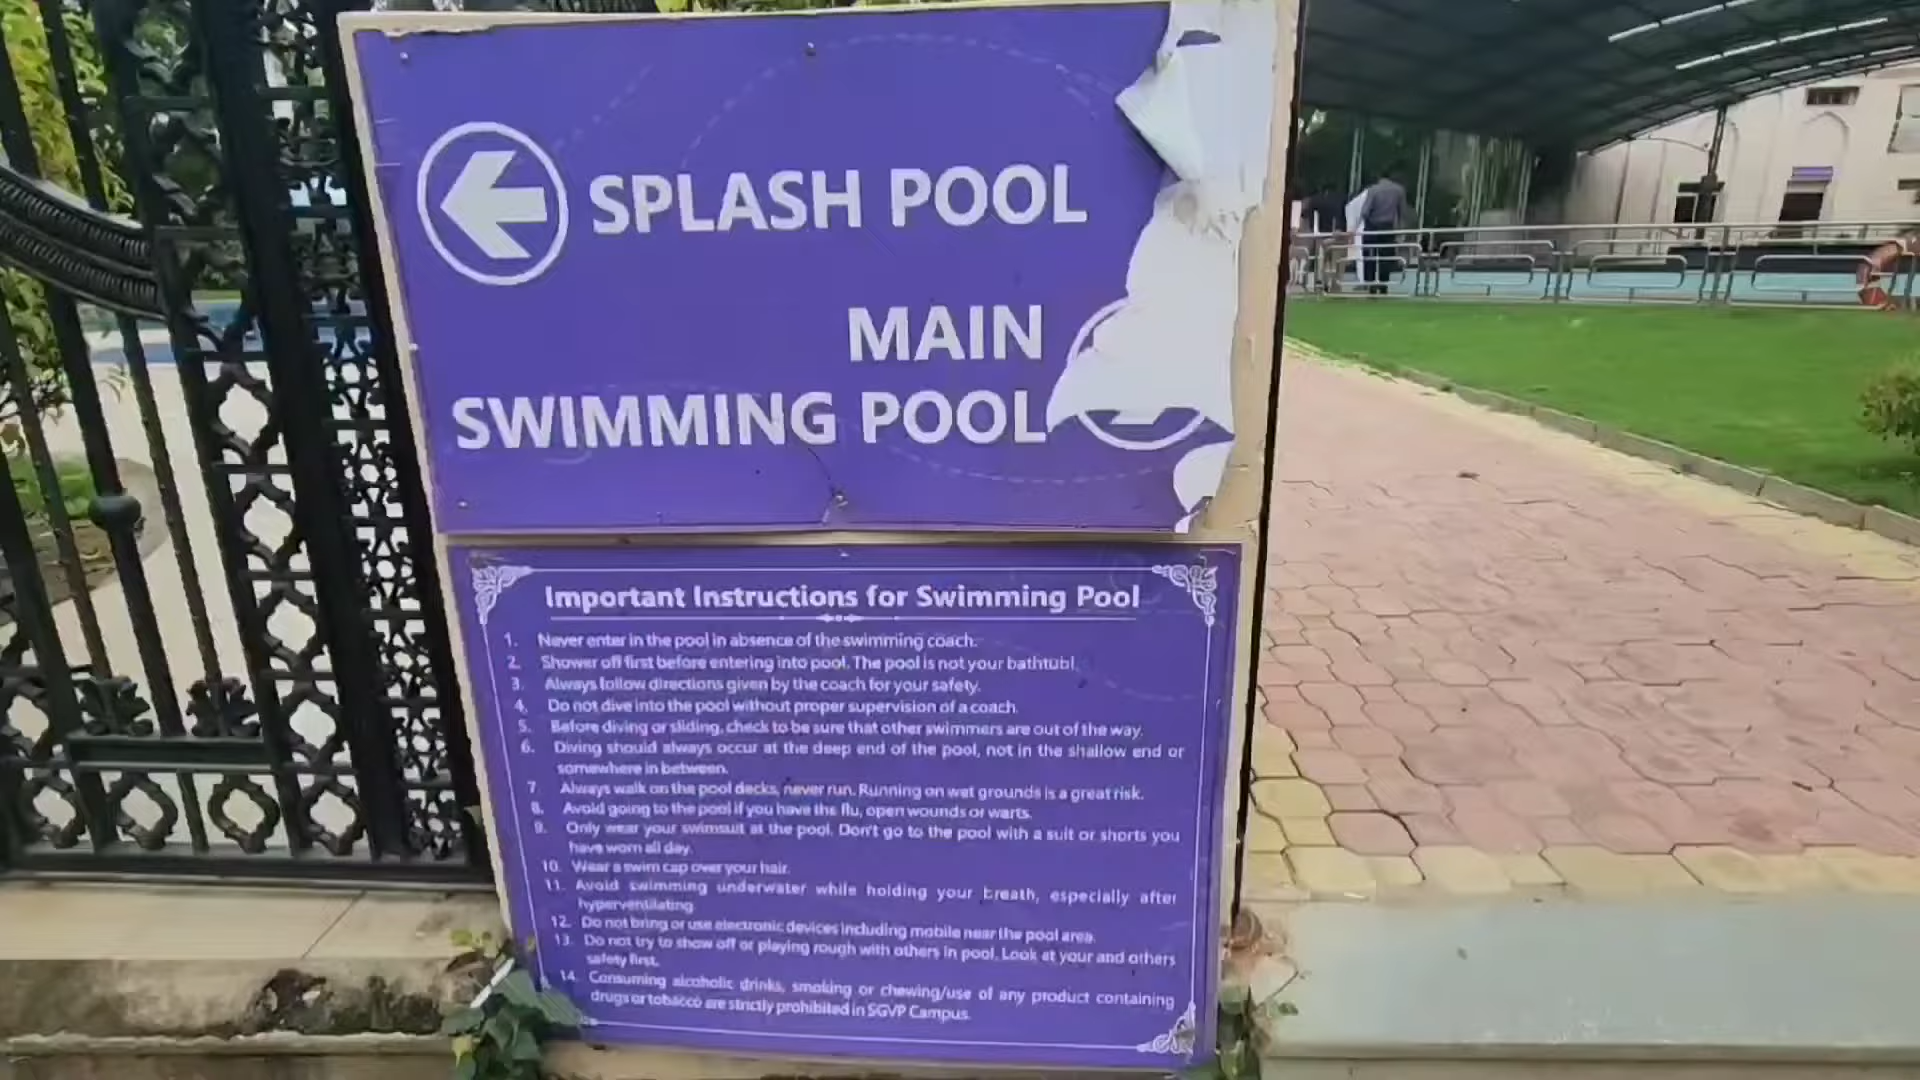 SPLASH POOL
MAIN
SWIMMING POOL
Important Instructions for Swimming Pool
1. Never enter in the pool in absence of the swimming coach.
2. Shower off first before entering into pool. The pool is not your bathtub!
3. Always follow directions given by the coach for your safety.
4. Do not dive into the pool without proper supervision of a coach.
5. Before diving or sliding, check to be sure that other swimmers are out of the way.
6. Diving should always occur at the deep end of the pool, not in the shallow end or
somewhere in between.
7. Always walk on the pool decks, never run. Running on wet grounds is a great risk.
8. Avoid going to the pool if you have the flu, open wounds or warts.
9. Only wear your swimsuit at the pool. Don't go to the pool with a suit or shorts you
have worn all day.
10. Wear a swim cap over your hair.
11. Avoid swimming underwater while holding your breath, especially after
hyperventilating.
12. Do not bring or use electronic devices including mobile near the pool area.
13. Do not try to show off or playing rough with others in pool. Look at your and others
safety first.
14. Consuming alcoholic drinks, smoking or chewing/use of any product containing
drugs or tobacco are strictly prohibited in SGVP Campus.